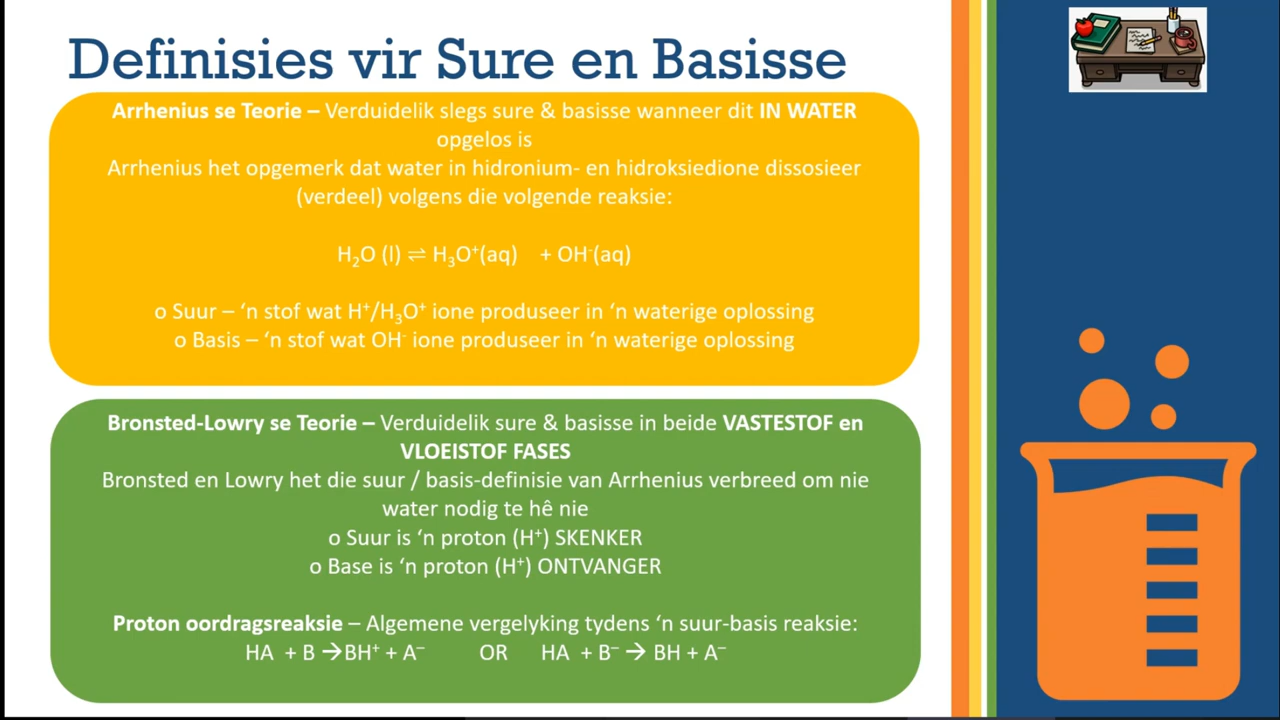 Definisies vir Sure en Basisse
Arrhenius se Teorie – Verduidelik slegs sure & basisse wanneer dit IN WATER
opgelos is
Arrhenius het opgemerk dat water in hidronium- en hidroksiedione dissosieer
(verdeel) volgens die volgende reaksie:
H₂O (l) ⇌ H₃O⁺(aq) + OH⁻(aq)
o Suur – ‘n stof wat H⁺/H₃O⁺ ione produseer in ‘n waterige oplossing
o Basis – ‘n stof wat OH⁻ ione produseer in ‘n waterige oplossing
Bronsted-Lowry se Teorie – Verduidelik sure & basisse in beide VASTESTOF en
VLOEISTOF FASES
Bronsted en Lowry het die suur / basis-definisie van Arrhenius verbreed om nie
water nodig te hê nie
o Suur is ‘n proton (H⁺) SKENKER
o Base is ‘n proton (H⁺) ONTVANGER
Proton oordragsreaksie – Algemene vergelyking tydens ‘n suur-basis reaksie:
HA + B → BH⁺ + A⁻ OR HA + B⁻ → BH + A⁻